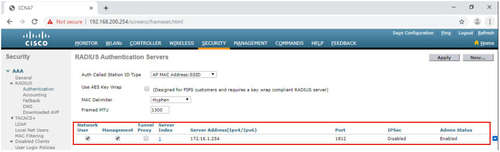 CCNA7
Not secure | 192.168.200.254/screens/frameset.html
Save Configuration Ping Logout Refresh
CISCO
MONITOR WLANs CONTROLLER WIRELESS SECURITY MANAGEMENT COMMANDS HELP FEEDBACK
Home
Security
RADIUS Authentication Servers
Apply New...
AAA
General
RADIUS
Authentication
Accounting
Fallback
DNS
Downloaded AVP
TACACS+
LDAP
Local Net Users
MAC Filtering
Disabled Clients
User Login Policies
Auth Called Station ID Type AP MAC Address:SSID
Use AES Key Wrap (Designed for FIPS customers and requires a key wrap compliant RADIUS server)
MAC Delimiter Hyphen
Framed MTU 1300
Network User Management Tunnel Proxy Server Index Server Address(Ipv4/Ipv6) Port IPSec Admin Status
1 172.16.1.254 1812 Disabled Enabled